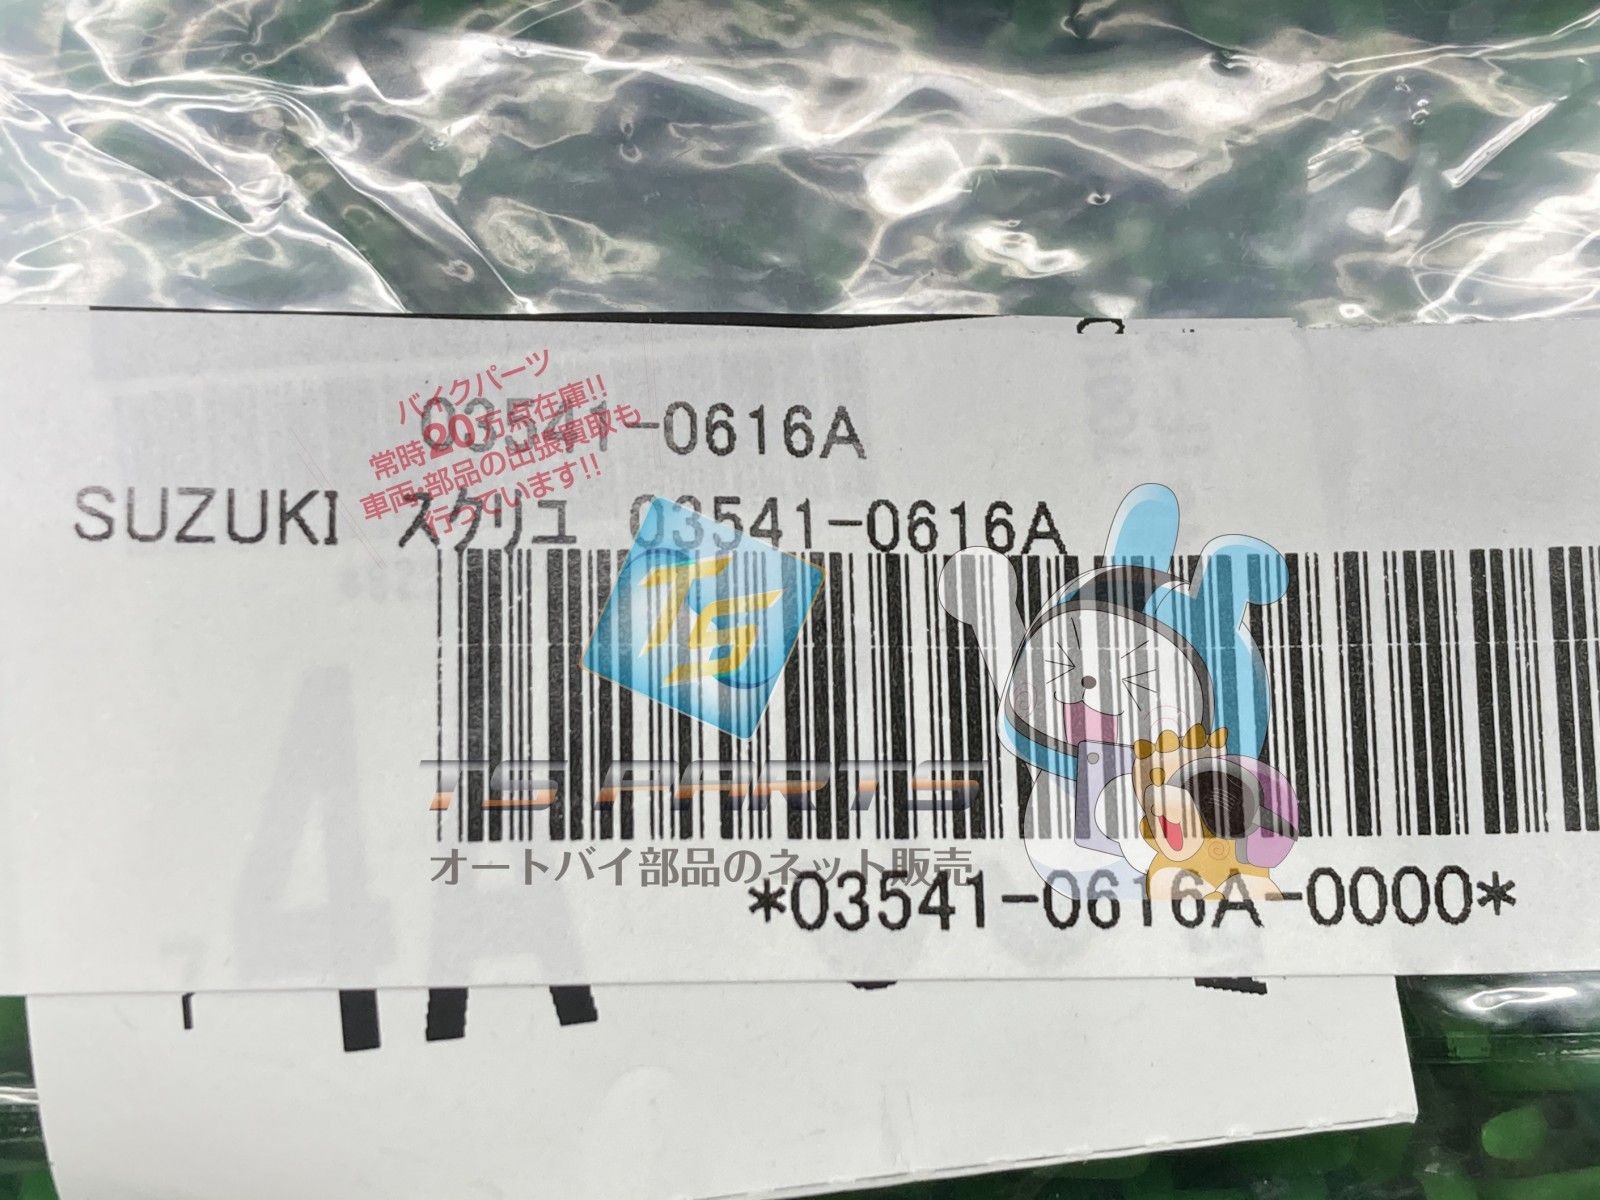 バイクパーツ
常時20万点在庫!!
車両・部品の出張買取も
行っています!!
03541-0616A
SUZUKI スクリユ 03541-0616A
TS
TS PARTS
オートバイ部品のネット販売
*03541-0616A-0000*